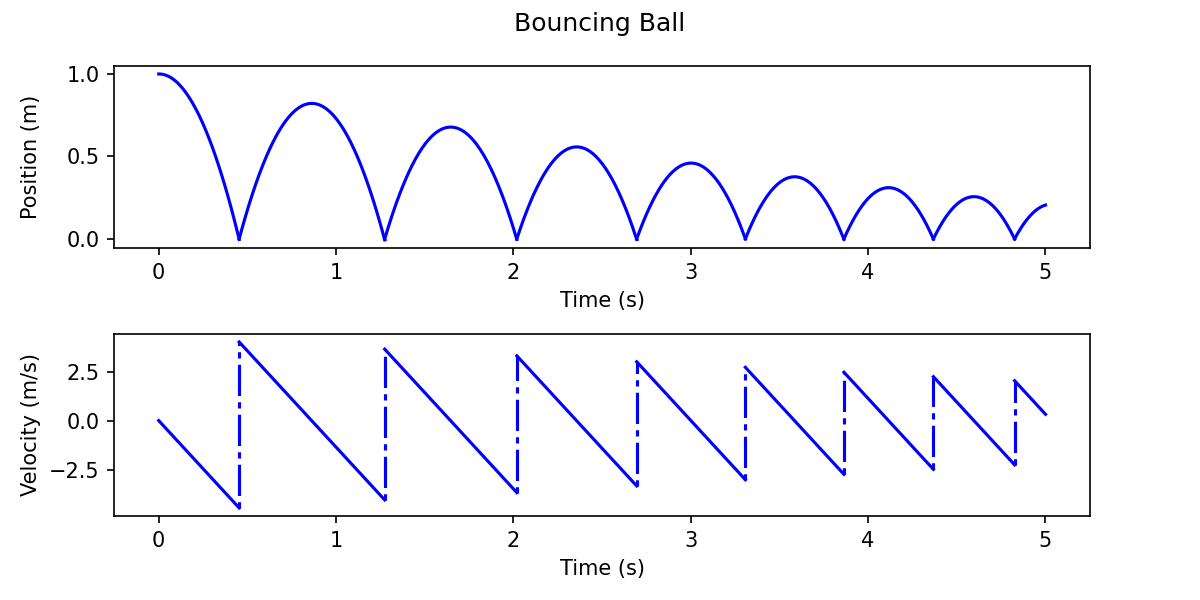 Bouncing Ball
Position (m)
1.0
0.5
0.0
0 1 2 3 4 5
Time (s)
Velocity (m/s)
2.5
0.0
−2.5
0 1 2 3 4 5
Time (s)